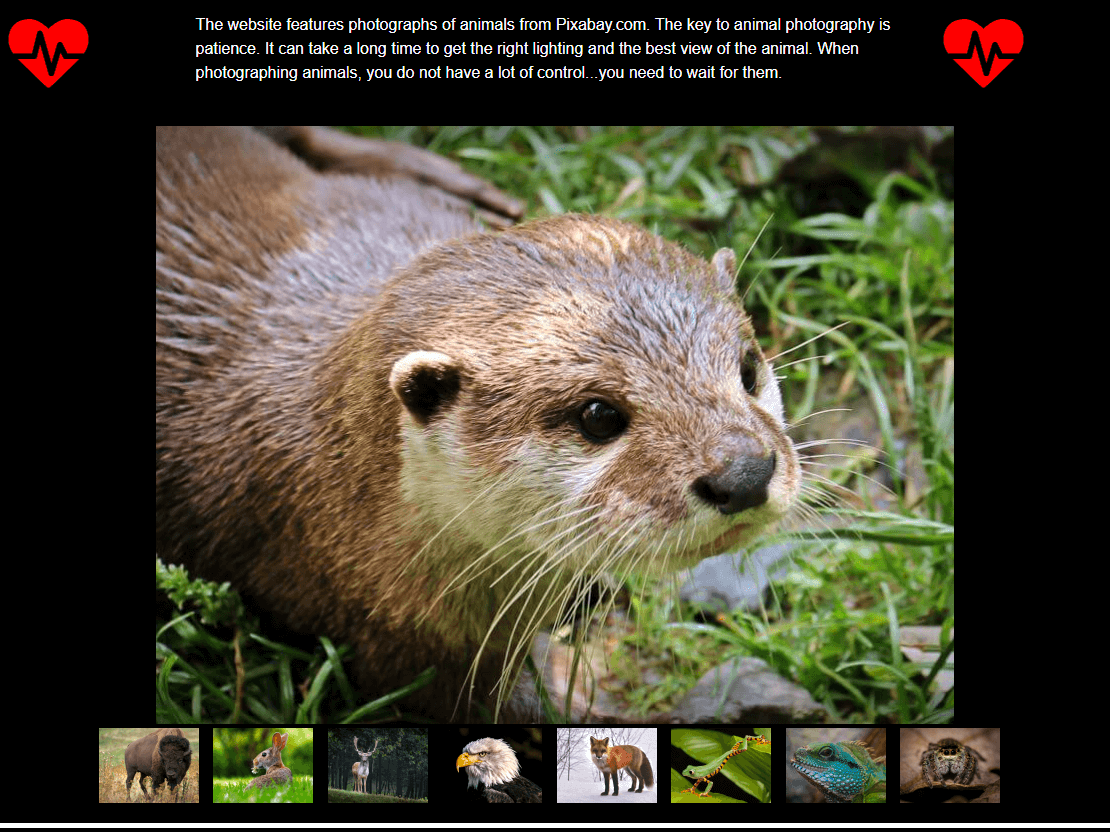 The website features photographs of animals from Pixabay.com. The key to animal photography is
patience. It can take a long time to get the right lighting and the best view of the animal. When
photographing animals, you do not have a lot of control...you need to wait for them.